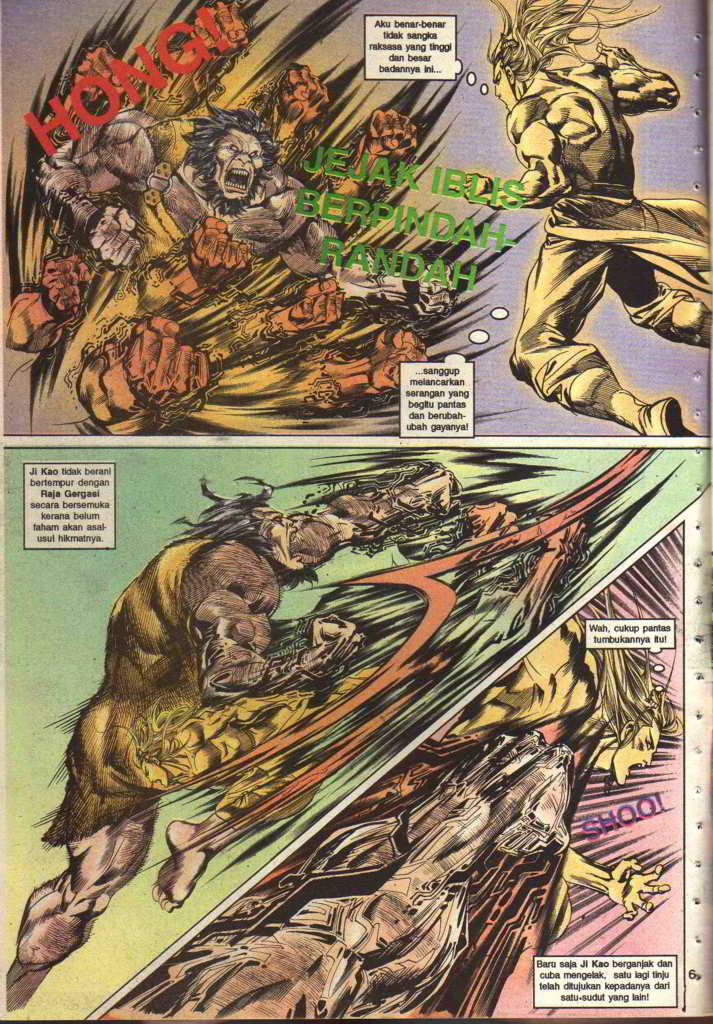 HONG!!
Aku benar-benar
tidak sangka
raksasa yang tinggi
dan besar
badannya ini...
JEJAK IBLIS
BERPINDAH-
RANDAH
...sanggup
melancarkan
serangan yang
begitu pantas
dan berubah-
ubah gayanya!
Ji Kao tidak berani
bertempur dengan
Raja Gergasi
secara bersemuka
kerana belum
faham akan asal-
usul hikmatnya.
Wah, cukup pantas
tumbukannya itu!
SHOO!
Baru saja Ji Kao berganjak dan
cuba mengelak, satu lagi tinju
telah ditujukan kepadanya dari
satu-sudut yang lain!
6